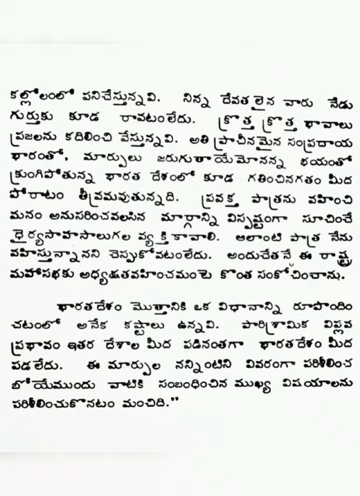 కల్లోలంలో పనిచేస్తున్నవి. నిన్న దేవతలైన వారు నేడు
గుర్తుకు కూడ రావటంలేదు. క్రొత్త క్రొత్త భావాలు
ప్రజలను కదిలించి వేస్తున్నవి. అతి ప్రాచీనమైన సంప్రదాయ
భారంతో, మార్పులు జరుగుతాయేమోనన్న భయంతో
క్రుంగిపోతున్న భారత దేశంలో కూడ గతించినగతం మీద
పోరాటం తీవ్రమవుతున్నది. ప్రవక్త పాత్రను వహించి
మనం అనుసరించవలసిన మార్గాన్ని విస్పష్టంగా సూచించే
ధైర్యసాహసాలుగల వ్యక్తి కావాలి. అలాంటి పాత్ర నేను
వహిస్తున్నానని చెప్పుకోవటంలేదు. అందుచేతనే ఈ రాష్ట్ర
మహాసభకు అధ్యక్షతవహించమంటె కొంత సంకోచించాను.
భారతదేశం మొత్తానికి ఒక విధానాన్ని రూపొందిం
చటంలో అనేక కష్టాలు ఉన్నవి. పారిశ్రామిక విప్లవ
ప్రభావం ఇతర దేశాల మీద పడినంతగా భారతదేశం మీద
పడలేదు. ఈ మార్పుల నన్నింటిని వివరంగా పరిశీలించ
బోయేముందు వాటికి సంబంధించిన ముఖ్య విషయాలను
పరిశీలించుకొనటం మంచిది."